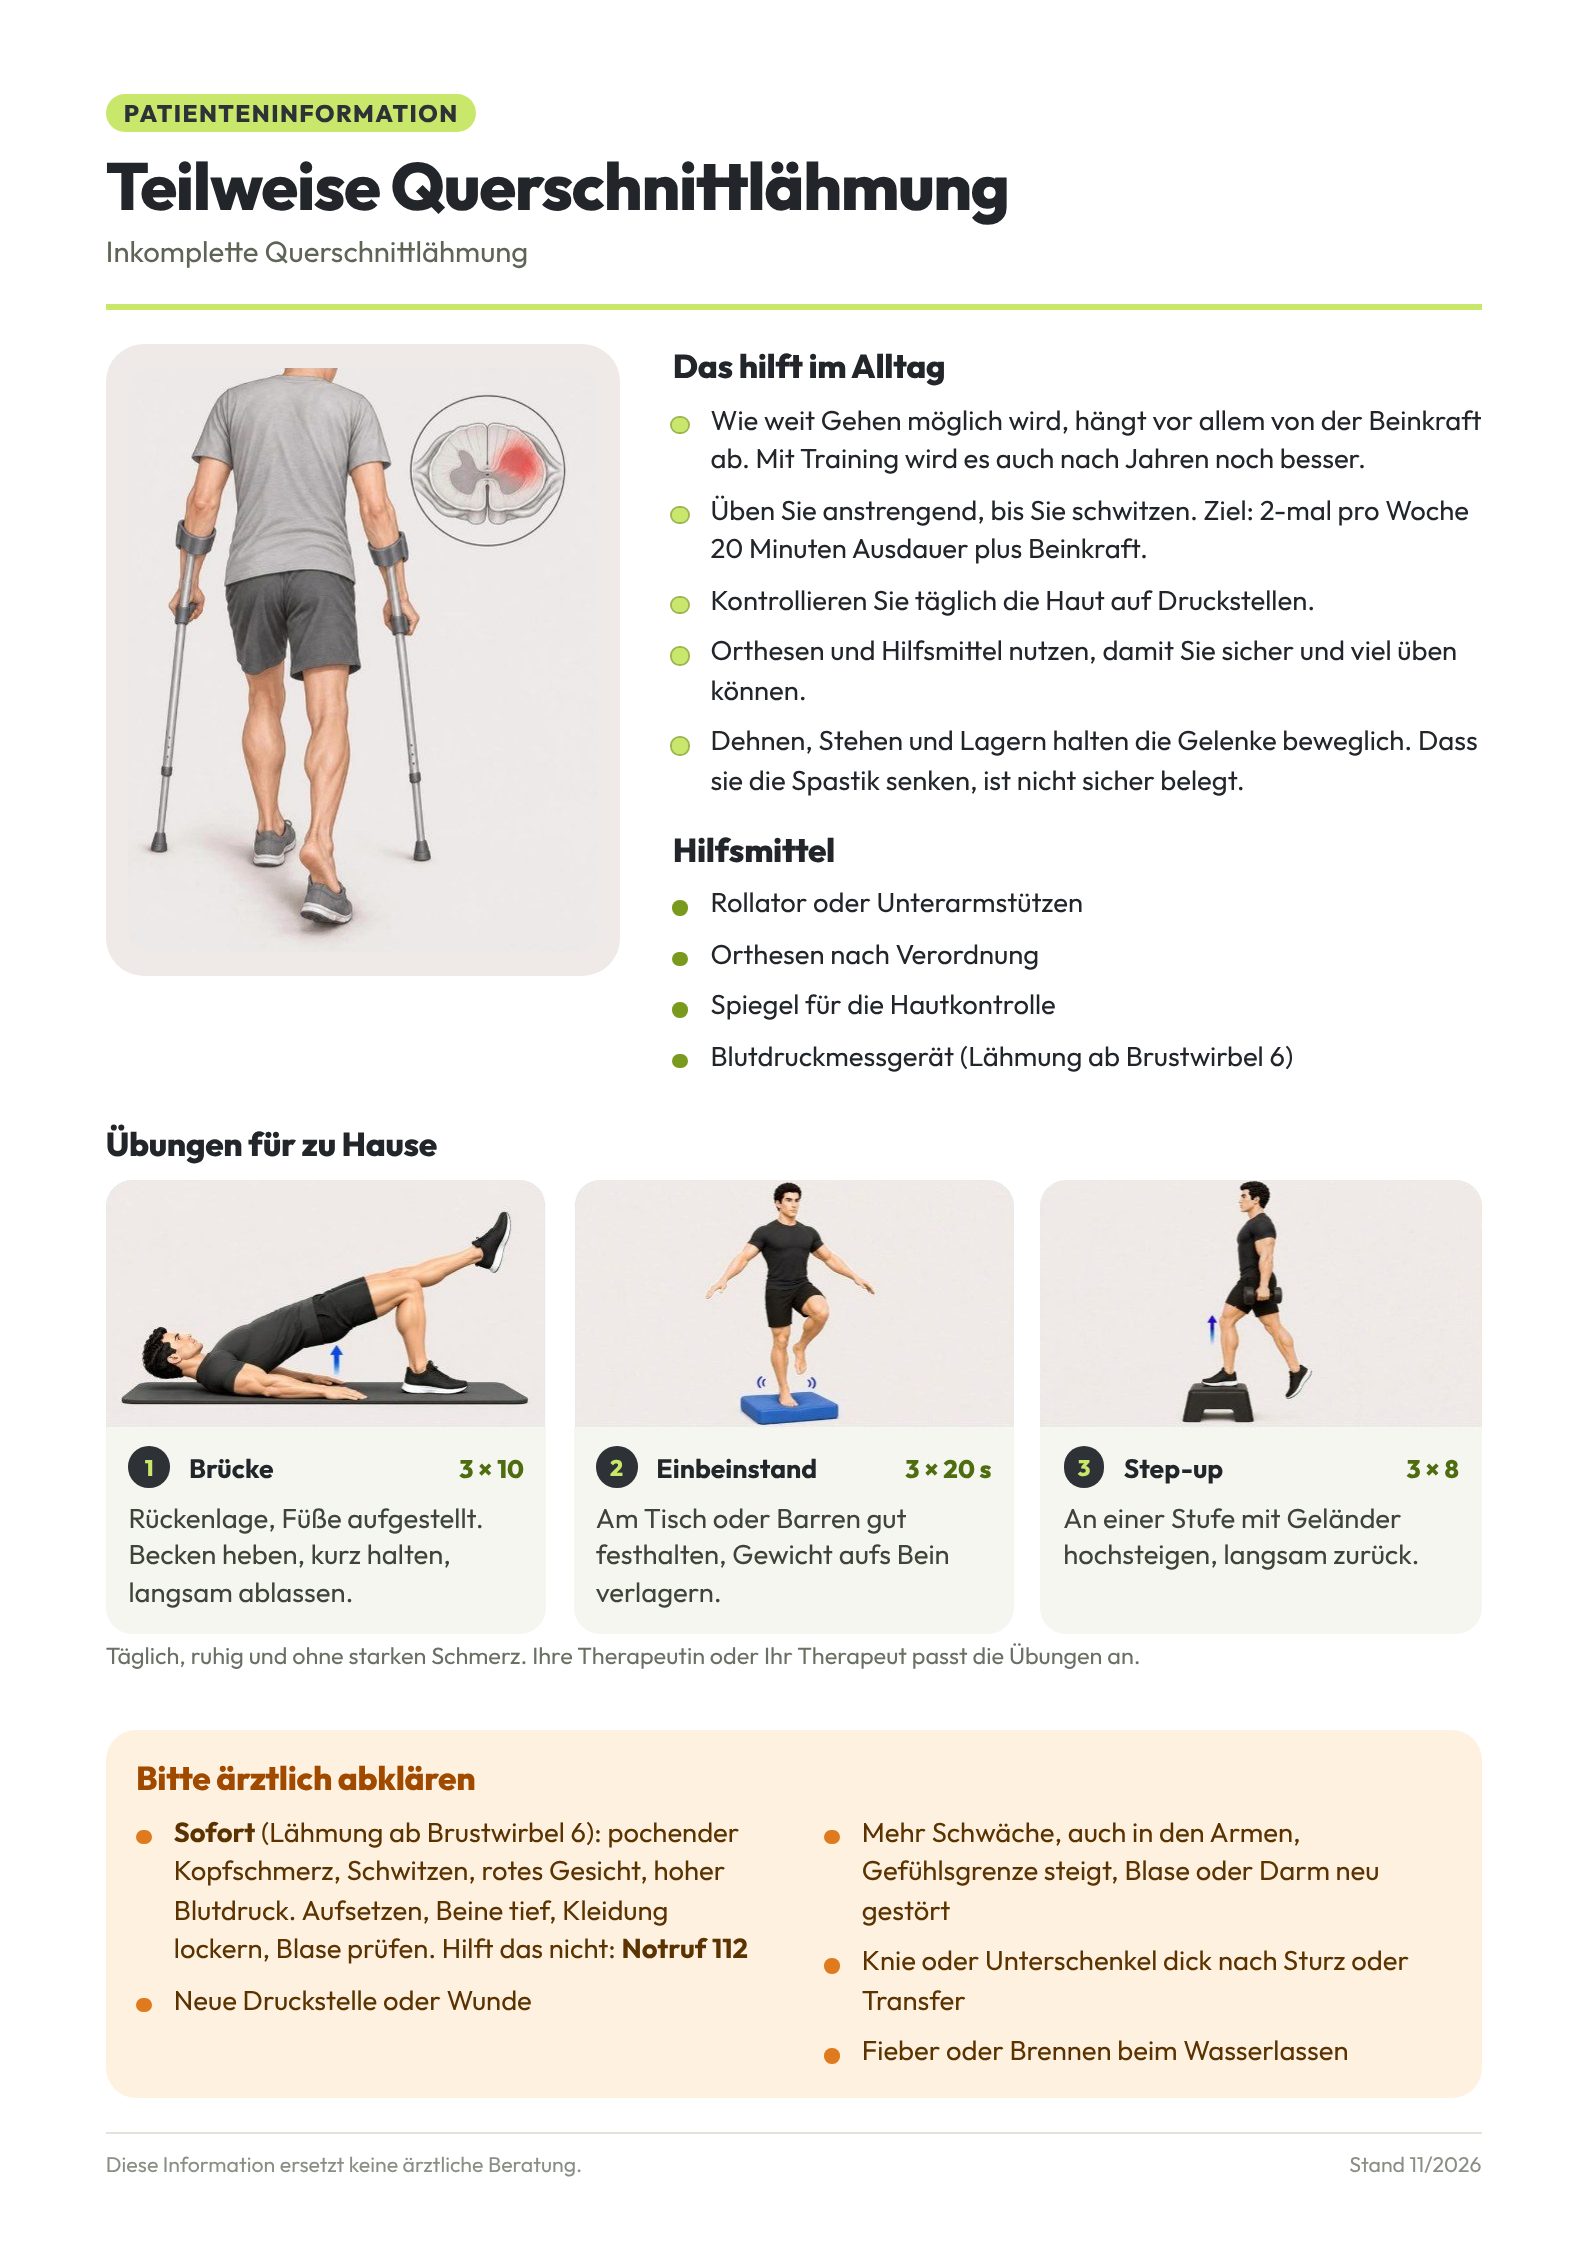 PATIENTENINFORMATION
Teilweise Querschnittlähmung
Inkomplette Querschnittlähmung
Das hilft im Alltag
Wie weit Gehen möglich wird, hängt vor allem von der Beinkraft
ab. Mit Training wird es auch nach Jahren noch besser.
Üben Sie anstrengend, bis Sie schwitzen. Ziel: 2-mal pro Woche
20 Minuten Ausdauer plus Beinkraft.
Kontrollieren Sie täglich die Haut auf Druckstellen.
Orthesen und Hilfsmittel nutzen, damit Sie sicher und viel üben
können.
Dehnen, Stehen und Lagern halten die Gelenke beweglich. Dass
sie die Spastik senken, ist nicht sicher belegt.
Hilfsmittel
Rollator oder Unterarmstützen
Orthesen nach Verordnung
Spiegel für die Hautkontrolle
Blutdruckmessgerät (Lähmung ab Brustwirbel 6)
Übungen für zu Hause
1 Brücke 3 × 10
Rückenlage, Füße aufgestellt.
Becken heben, kurz halten,
langsam ablassen.
2 Einbeinstand 3 × 20 s
Am Tisch oder Barren gut
festhalten, Gewicht aufs Bein
verlagern.
3 Step-up 3 × 8
An einer Stufe mit Geländer
hochsteigen, langsam zurück.
Täglich, ruhig und ohne starken Schmerz. Ihre Therapeutin oder Ihr Therapeut passt die Übungen an.
Bitte ärztlich abklären
Sofort (Lähmung ab Brustwirbel 6): pochender
Kopfschmerz, Schwitzen, rotes Gesicht, hoher
Blutdruck. Aufsetzen, Beine tief, Kleidung
lockern, Blase prüfen. Hilft das nicht: Notruf 112
Neue Druckstelle oder Wunde
Mehr Schwäche, auch in den Armen,
Gefühlsgrenze steigt, Blase oder Darm neu
gestört
Knie oder Unterschenkel dick nach Sturz oder
Transfer
Fieber oder Brennen beim Wasserlassen
Diese Information ersetzt keine ärztliche Beratung.
Stand 11/2026